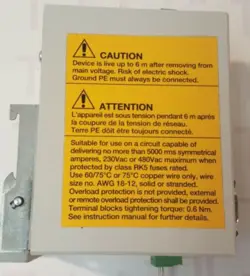 CAUTION
Device is live up to 6 m after removing from
main voltage. Risk of electric shock.
Ground PE must always be connected.
ATTENTION
L'appareil est sous tension pendant 6 m après
la coupure de la tension de réseau.
Terre PE dôit être toujours connecté.
Suitable for use on a circuit capable of
delivering no more than 5000 rms symmetrical
amperes, 230Vac or 480Vac maximum when
protected by class RK5 fuses rated.
Use 60/75°C or 75°C copper wire only, wire
size no. AWG 18-12, solid or stranded.
Overload protection is not provided, external
or remote overload protection shall be provided.
Terminal blocks tightening torque: 0.6 Nm.
See instruction manual for further details.